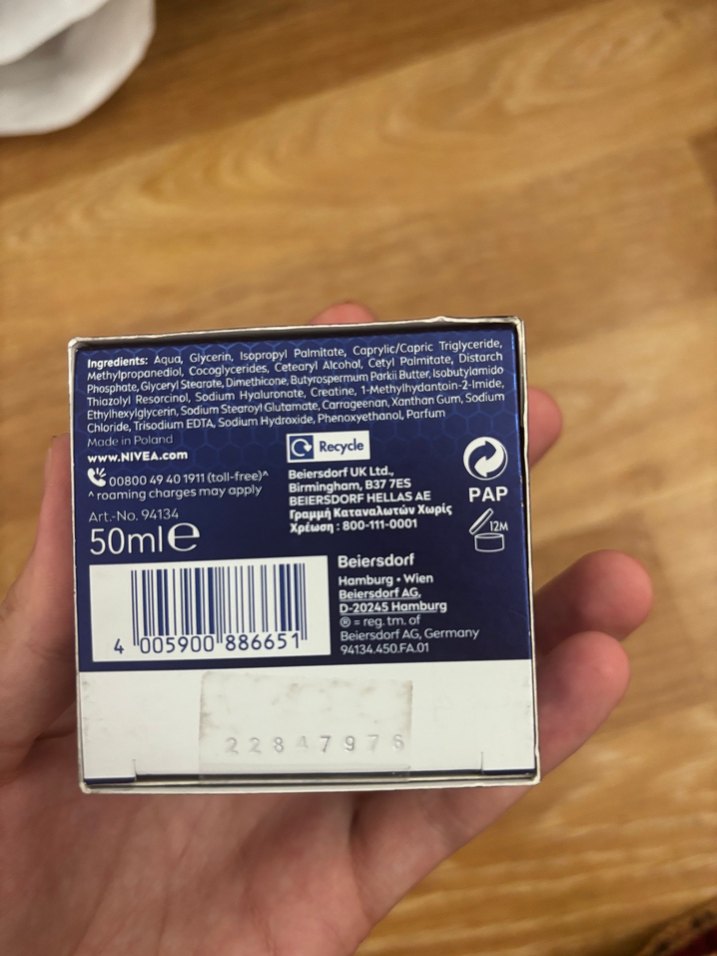 Ingredients: Aqua, Glycerin, Isopropyl Palmitate, Caprylic/Capric Triglyceride,
Methylpropanediol, Cocoglycerides, Cetearyl Alcohol, Cetyl Palmitate, Distarch
Phosphate, Glyceryl Stearate, Dimethicone, Butyrospermum Parkii Butter, Isobutylamido
Thiazolyl Resorcinol, Sodium Hyaluronate, Creatine, 1-Methylhydantoin-2-Imide,
Ethylhexylglycerin, Sodium Stearoyl Glutamate, Carrageenan, Xanthan Gum, Sodium
Chloride, Trisodium EDTA, Sodium Hydroxide, Phenoxyethanol, Parfum
Made in Poland
www.NIVEA.com
00800 49 40 1911 (toll-free)^
^ roaming charges may apply
Art.-No. 94134
50ml℮
Recycle
Beiersdorf UK Ltd.,
Birmingham, B37 7ES
BEIERSDORF HELLAS AE
Γραμμή Καταναλωτών Χωρίς
Χρέωση : 800-111-0001
PAP
12M
4 005900 886651
Beiersdorf
Hamburg • Wien
Beiersdorf AG,
D-20245 Hamburg
® = reg. tm. of
Beiersdorf AG, Germany
94134.450.FA.01
22847976